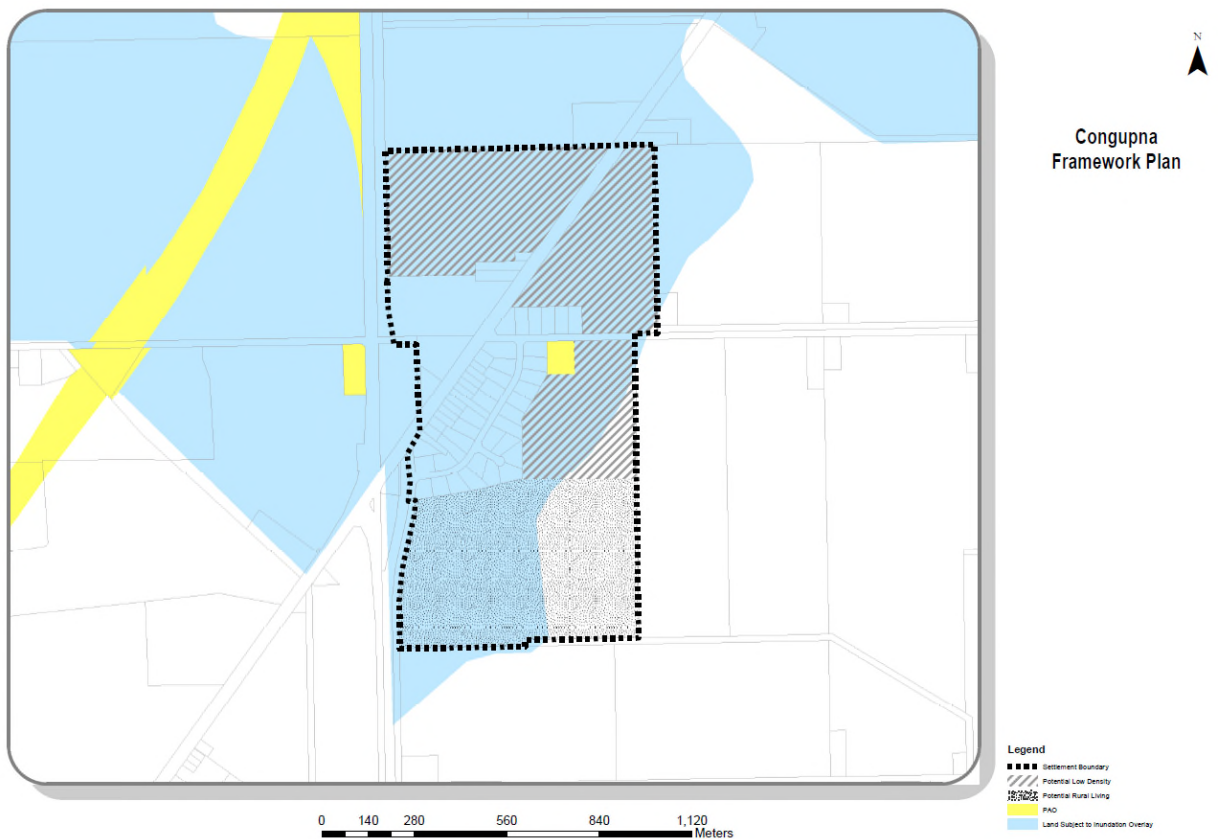 N
Congupna
Framework Plan
Legend
Settlement Boundary
Potential Low Density
Potential Rural Living
PAO
Land Subject to Inundation Overlay
0 140 280 560 840 1,120
Meters